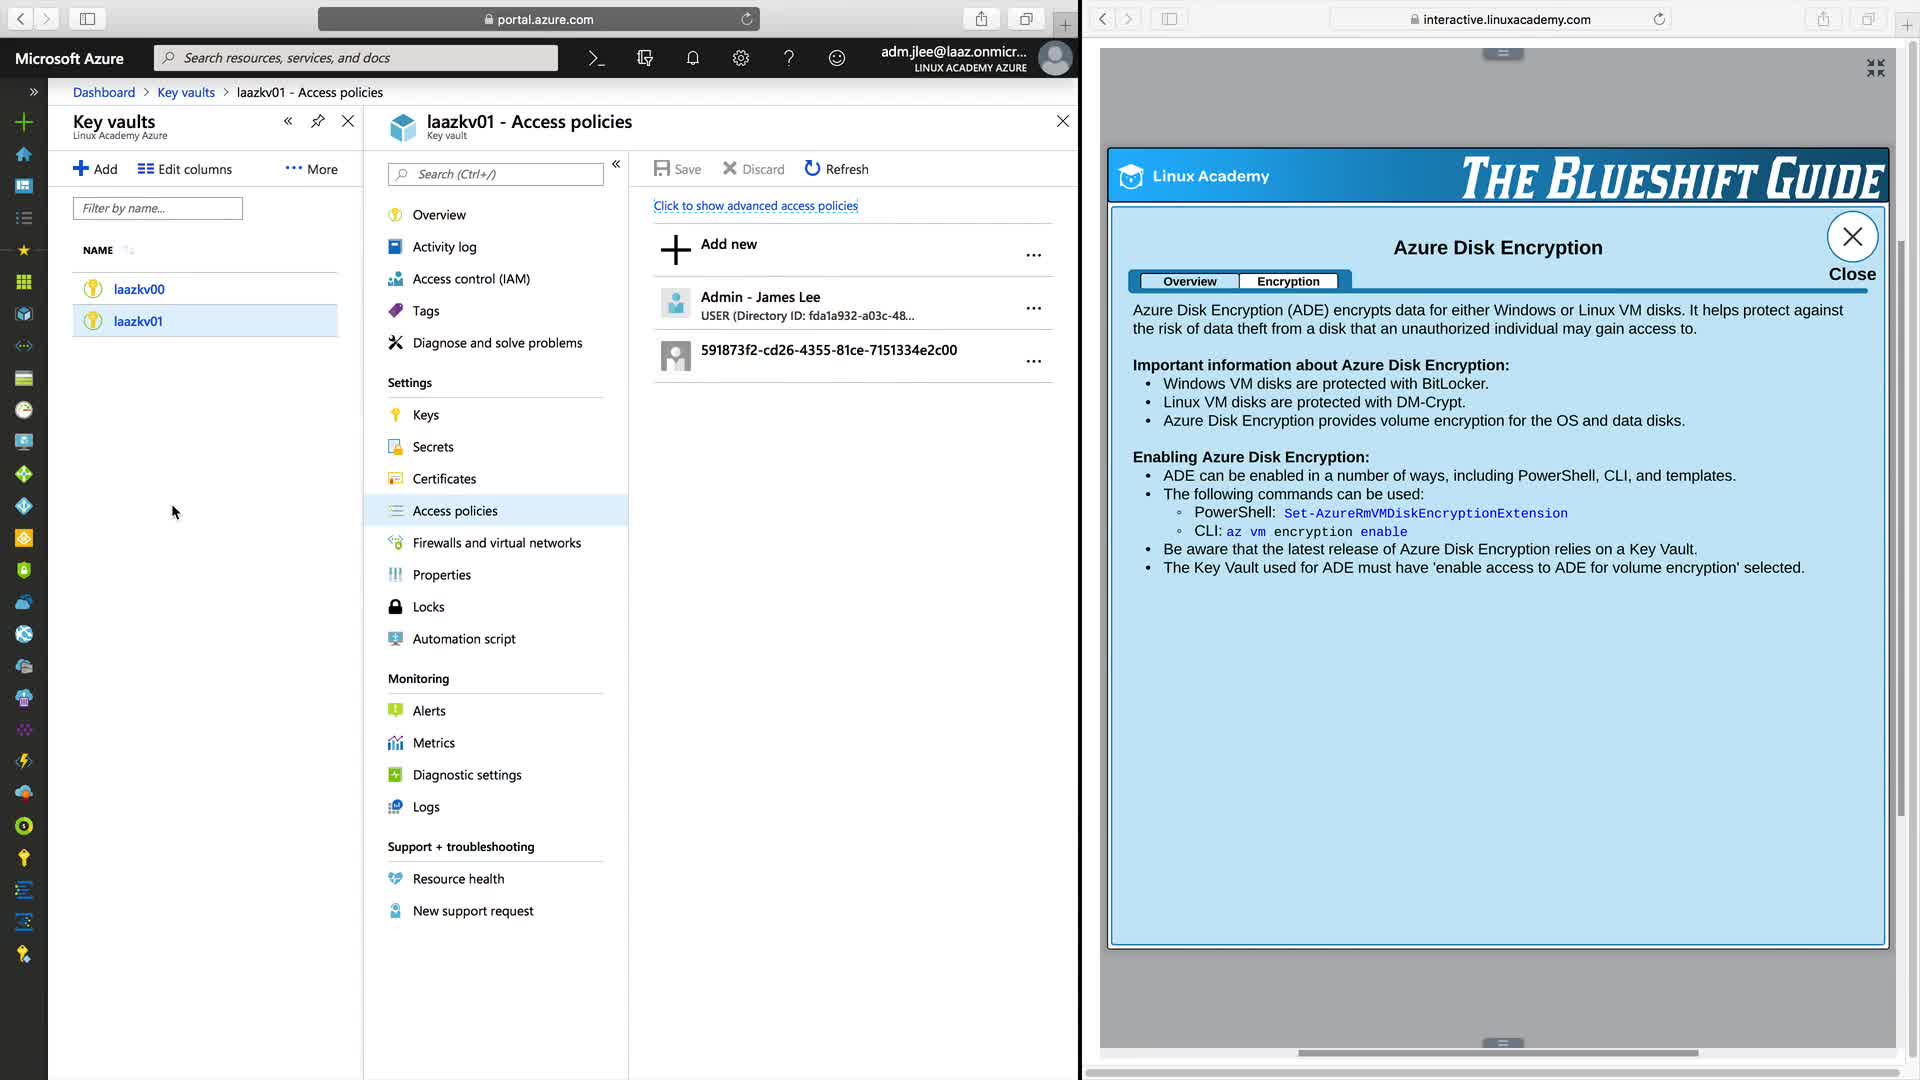 portal.azure.com
Microsoft Azure
Search resources, services, and docs
adm.jlee@laaz.onmicr...
LINUX ACADEMY AZURE
Dashboard > Key vaults > laazkv01 - Access policies
Key vaults
Linux Academy Azure
Add
Edit columns
More
Filter by name...
NAME
laazkv00
laazkv01
laazkv01 - Access policies
Key vault
Search (Ctrl+/)
Overview
Activity log
Access control (IAM)
Tags
Diagnose and solve problems
Settings
Keys
Secrets
Certificates
Access policies
Firewalls and virtual networks
Properties
Locks
Automation script
Monitoring
Alerts
Metrics
Diagnostic settings
Logs
Support + troubleshooting
Resource health
New support request
Save
Discard
Refresh
Click to show advanced access policies
Add new
Admin - James Lee
USER (Directory ID: fda1a932-a03c-48...
591873f2-cd26-4355-81ce-7151334e2c00
interactive.linuxacademy.com
Linux Academy
THE BLUESHIFT GUIDE
Azure Disk Encryption
Close
Overview
Encryption
Azure Disk Encryption (ADE) encrypts data for either Windows or Linux VM disks. It helps protect against
the risk of data theft from a disk that an unauthorized individual may gain access to.
Important information about Azure Disk Encryption:
• Windows VM disks are protected with BitLocker.
• Linux VM disks are protected with DM-Crypt.
• Azure Disk Encryption provides volume encryption for the OS and data disks.
Enabling Azure Disk Encryption:
• ADE can be enabled in a number of ways, including PowerShell, CLI, and templates.
• The following commands can be used:
◦ PowerShell: Set-AzureRmVMDiskEncryptionExtension
◦ CLI: az vm encryption enable
• Be aware that the latest release of Azure Disk Encryption relies on a Key Vault.
• The Key Vault used for ADE must have 'enable access to ADE for volume encryption' selected.